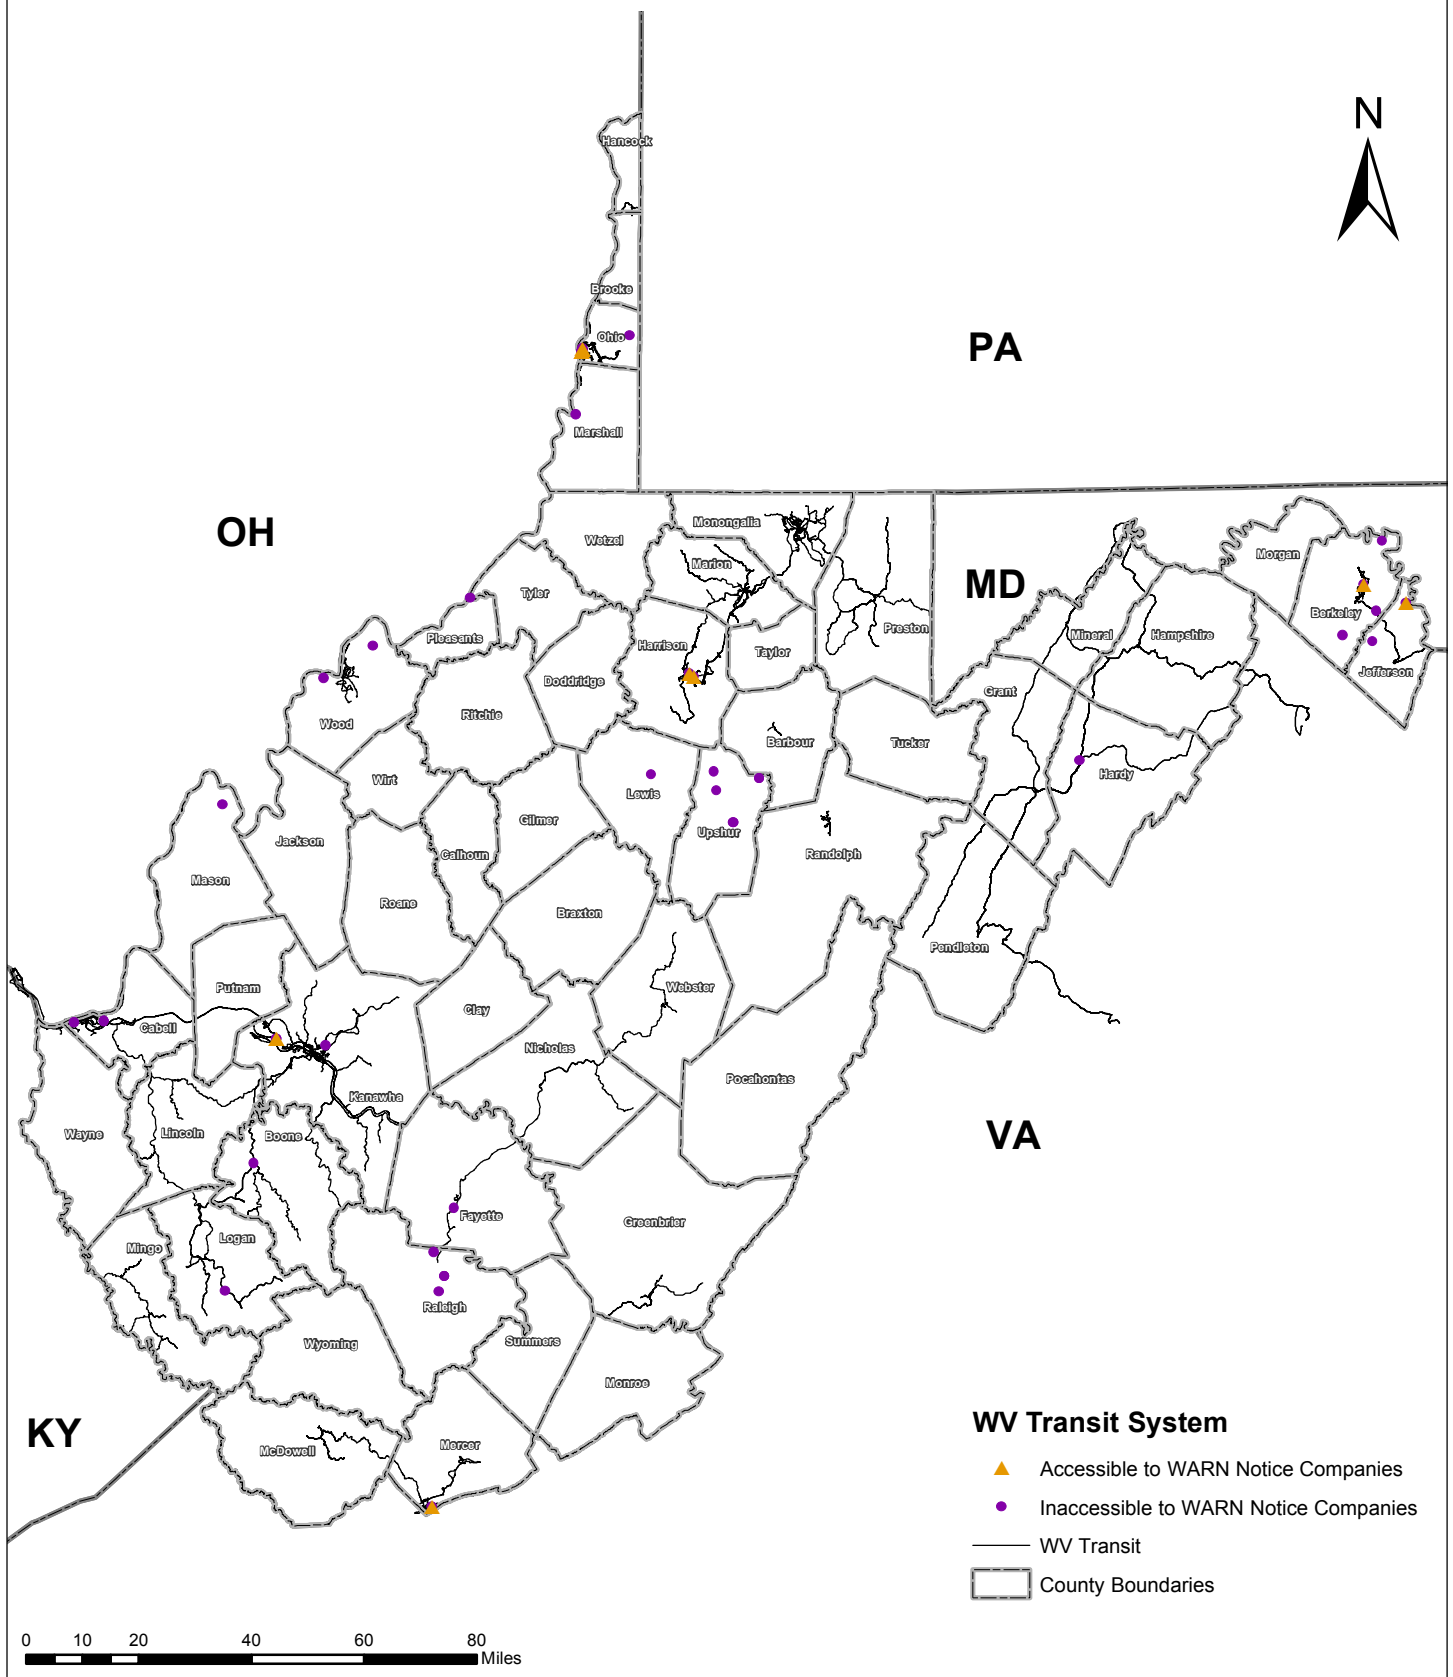 N
Hancock
Brooke
Ohio
PA
Marshall
OH
Wetzel
Monongalia
Marion
MD
Morgan
Tyler
Berkeley
Pleasants
Preston
Mineral
Hampshire
Harrison
Taylor
Jefferson
Doddridge
Grant
Wood
Ritchie
Barbour
Tucker
Hardy
Wirt
Lewis
Gilmer
Upshur
Jackson
Calhoun
Randolph
Mason
Roane
Braxton
Pendleton
Putnam
Webster
Clay
Cabell
Nicholas
Pocahontas
Kanawha
Wayne
Lincoln
Boone
VA
Fayette
Greenbrier
Logan
Mingo
Raleigh
Summers
Wyoming
Monroe
KY
McDowell
Mercer
WV Transit System
Accessible to WARN Notice Companies
Inaccessible to WARN Notice Companies
WV Transit
County Boundaries
0 10 20 40 60 80
Miles